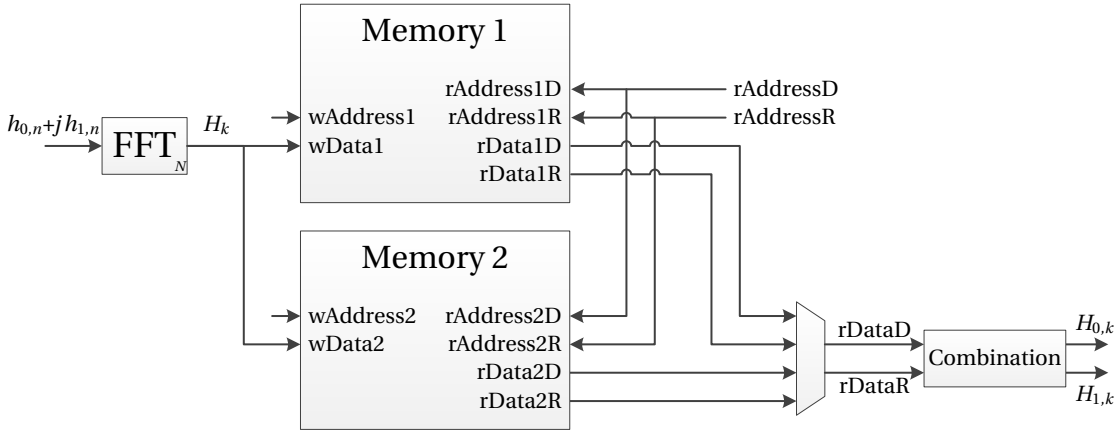 Memory 1
rAddress1D
rAddressD
wAddress1
rAddress1R
rAddressR
h0,n+jh1,n
FFT
N
Hk
wData1
rData1D
rData1R
Memory 2
wAddress2
rAddress2D
wData2
rAddress2R
rData2D
rData2R
rDataD
rDataR
Combination
H0,k
H1,k